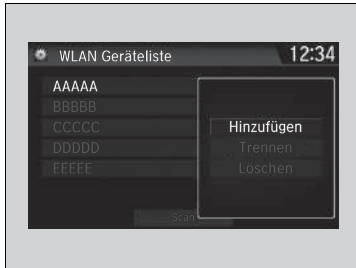 WLAN Geräteliste
12:34
AAAAA
BBBBB
CCCCC
DDDDD
EEEEE
Hinzufügen
Trennen
Löschen
Scan